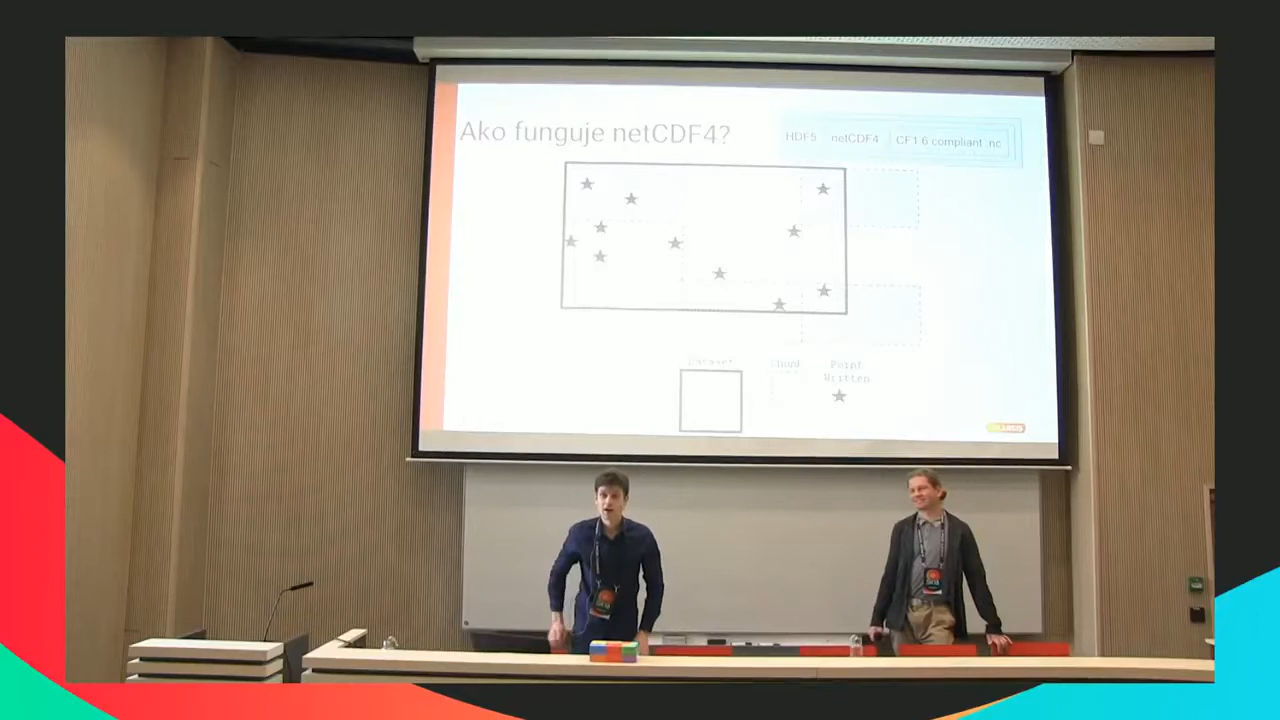 Ako funguje netCDF4?
HDF5 netCDF4 CF1.6 compliant .nc
Dataset Chunk Point
Written